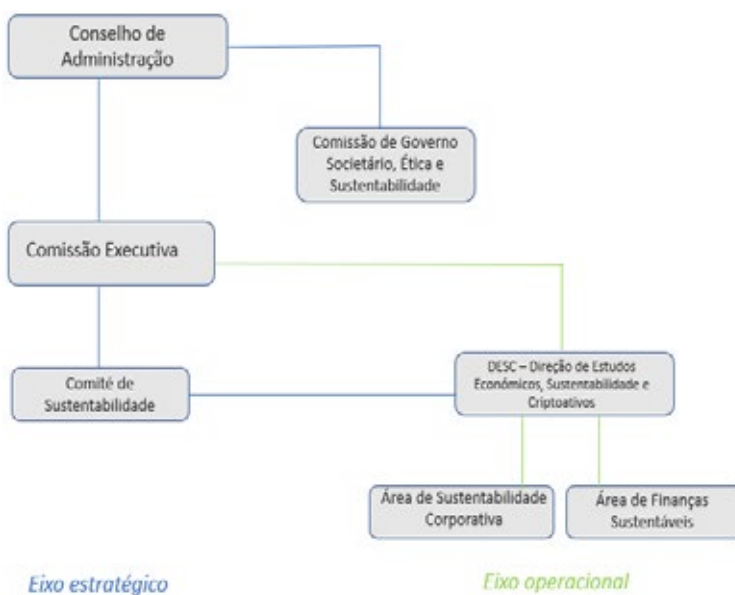 Conselho de
Administração
Comissão de Governo
Societário, Ética e
Sustentabilidade
Comissão Executiva
Comité de
Sustentabilidade
DESC – Direção de Estudos
Económicos, Sustentabilidade e
Criptoativos
Área de Sustentabilidade
Corporativa
Área de Finanças
Sustentáveis
Eixo estratégico
Eixo operacional